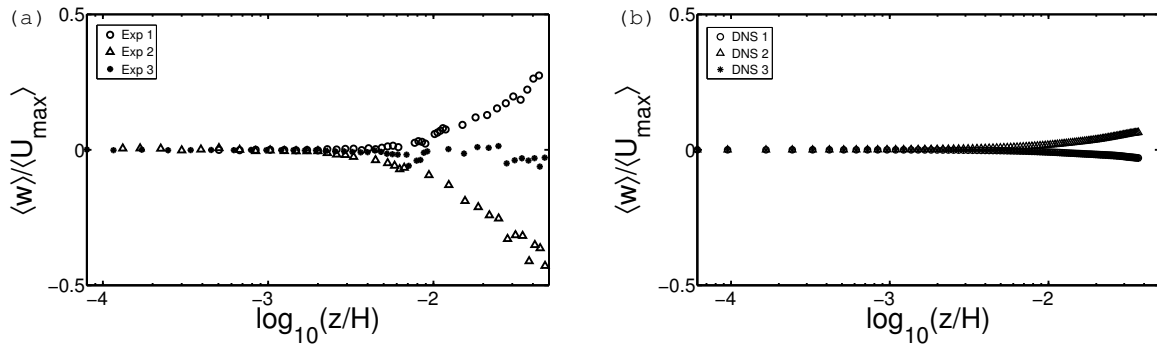 (a)
0.5
0
−0.5
⟨w⟩/⟨U_max⟩
Exp 1
Exp 2
Exp 3
−4
−3
−2
log_10(z/H)
(b)
0.5
0
−0.5
⟨w⟩/⟨U_max⟩
DNS 1
DNS 2
DNS 3
−4
−3
−2
log_10(z/H)